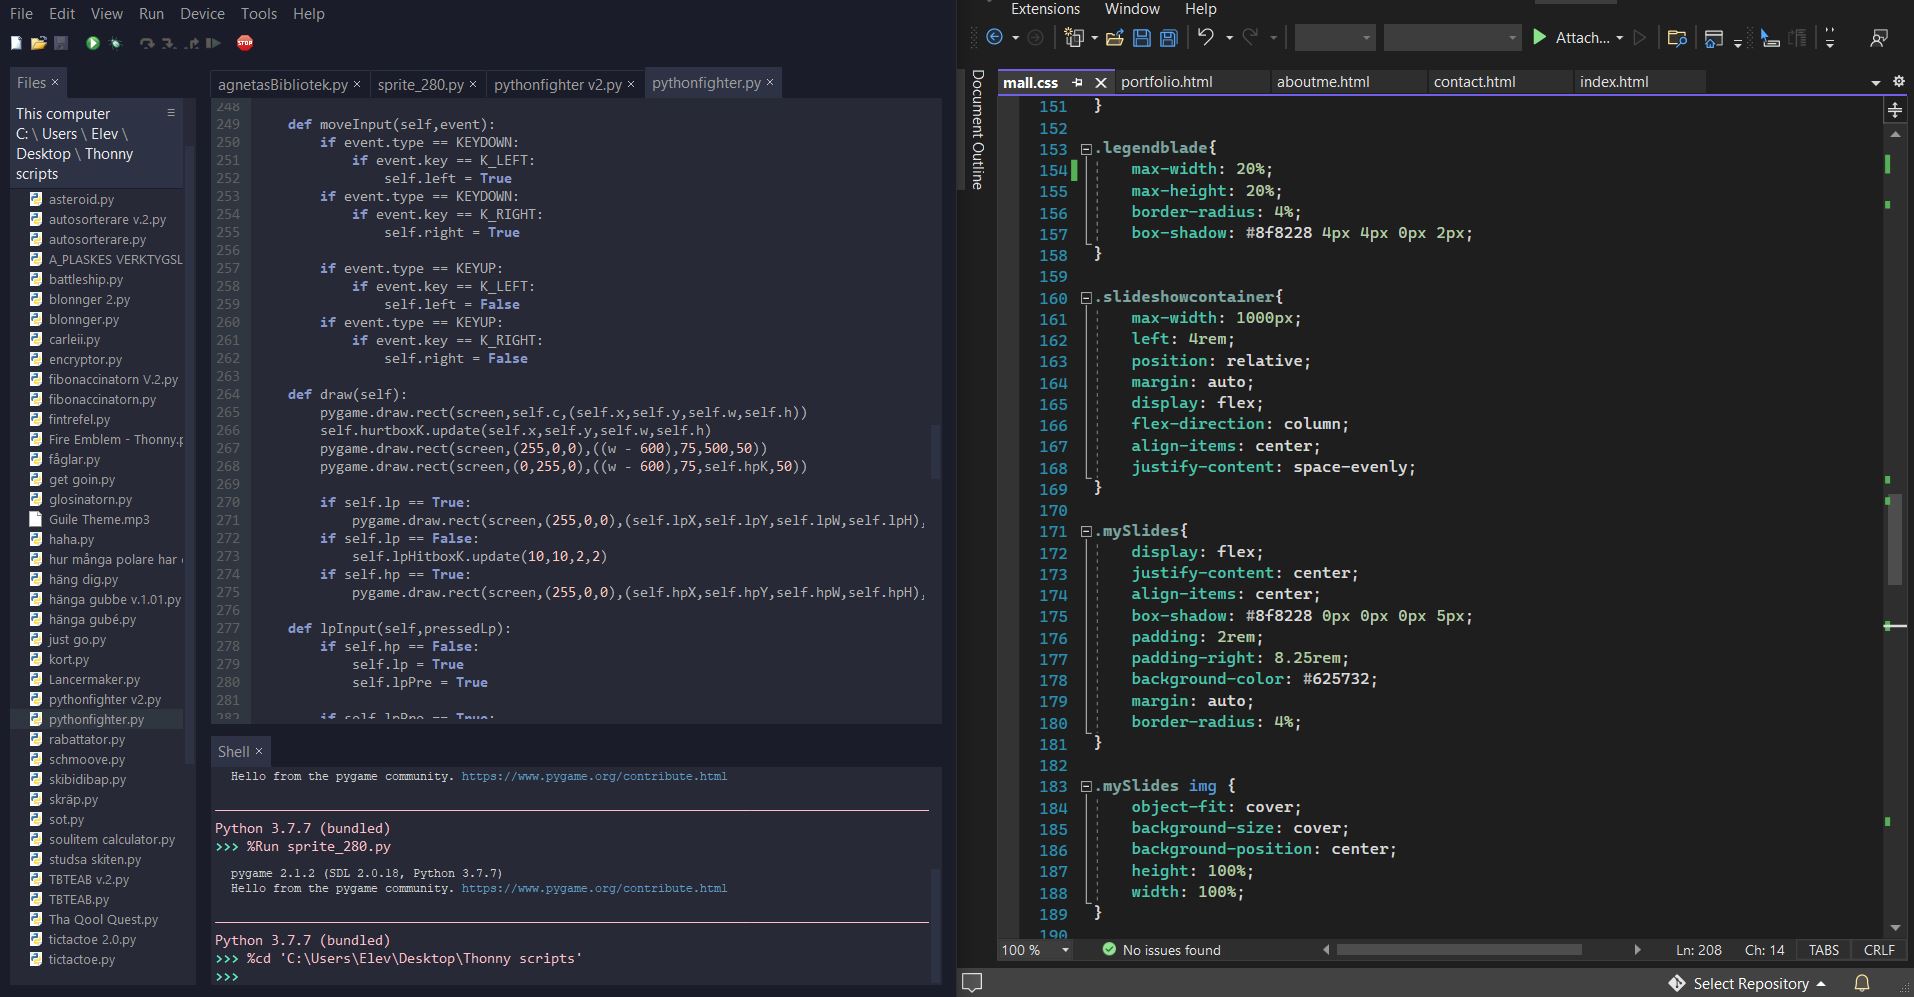 File Edit View Run Device Tools Help
STOP
Files ×
This computer
C: \ Users \ Elev \
Desktop \ Thonny
scripts
asteroid.py
autosorterare v.2.py
autosorterare.py
A_PLASKES VERKTYGSL
battleship.py
blonnger 2.py
blonnger.py
carleii.py
encryptor.py
fibonaccinatorn V.2.py
fibonaccinatorn.py
fintrefel.py
Fire Emblem - Thonny.p
fåglar.py
get goin.py
glosinatorn.py
Guile Theme.mp3
haha.py
hur många polare har
häng dig.py
hänga gubbe v.1.01.py
hänga gubé.py
just go.py
kort.py
Lancermaker.py
pythonfighter v2.py
pythonfighter.py
rabattator.py
schmoove.py
skibidibap.py
skräp.py
sot.py
soulitem calculator.py
studsa skiten.py
TBTEAB v.2.py
TBTEAB.py
Tha Qool Quest.py
tictactoe 2.0.py
tictactoe.py
agnetasBibliotek.py × sprite_280.py × pythonfighter v2.py × pythonfighter.py ×
248
249 def moveInput(self,event):
250 if event.type == KEYDOWN:
251 if event.key == K_LEFT:
252 self.left = True
253 if event.type == KEYDOWN:
254 if event.key == K_RIGHT:
255 self.right = True
256
257 if event.type == KEYUP:
258 if event.key == K_LEFT:
259 self.left = False
260 if event.type == KEYUP:
261 if event.key == K_RIGHT:
262 self.right = False
263
264 def draw(self):
265 pygame.draw.rect(screen,self.c,(self.x,self.y,self.w,self.h))
266 self.hurtboxK.update(self.x,self.y,self.w,self.h)
267 pygame.draw.rect(screen,(255,0,0),((w - 600),75,500,50))
268 pygame.draw.rect(screen,(0,255,0),((w - 600),75,self.hpK,50))
269
270 if self.lp == True:
271 pygame.draw.rect(screen,(255,0,0),(self.lpX,self.lpY,self.lpW,self.lpH),
272 if self.lp == False:
273 self.lpHitboxK.update(10,10,2,2)
274 if self.hp == True:
275 pygame.draw.rect(screen,(255,0,0),(self.hpX,self.hpY,self.hpW,self.hpH),
276
277 def lpInput(self,pressedLp):
278 if self.hp == False:
279 self.lp = True
280 self.lpPre = True
281
282 if self.lpPre == True:
Shell ×
Hello from the pygame community. https://www.pygame.org/contribute.html
Python 3.7.7 (bundled)
>>> %Run sprite_280.py
pygame 2.1.2 (SDL 2.0.18, Python 3.7.7)
Hello from the pygame community. https://www.pygame.org/contribute.html
Python 3.7.7 (bundled)
>>> %cd 'C:\Users\Elev\Desktop\Thonny scripts'
>>>
Extensions Window Help
Attach...
Document Outline
mall.css portfolio.html aboutme.html contact.html index.html
151 }
152
153 .legendblade{
154 max-width: 20%;
155 max-height: 20%;
156 border-radius: 4%;
157 box-shadow: #8f8228 4px 4px 0px 2px;
158 }
159
160 .slideshowcontainer{
161 max-width: 1000px;
162 left: 4rem;
163 position: relative;
164 margin: auto;
165 display: flex;
166 flex-direction: column;
167 align-items: center;
168 justify-content: space-evenly;
169 }
170
171 .mySlides{
172 display: flex;
173 justify-content: center;
174 align-items: center;
175 box-shadow: #8f8228 0px 0px 0px 5px;
176 padding: 2rem;
177 padding-right: 8.25rem;
178 background-color: #625732;
179 margin: auto;
180 border-radius: 4%;
181 }
182
183 .mySlides img {
184 object-fit: cover;
185 background-size: cover;
186 background-position: center;
187 height: 100%;
188 width: 100%;
189 }
190
100 % No issues found Ln: 208 Ch: 14 TABS CRLF
Select Repository